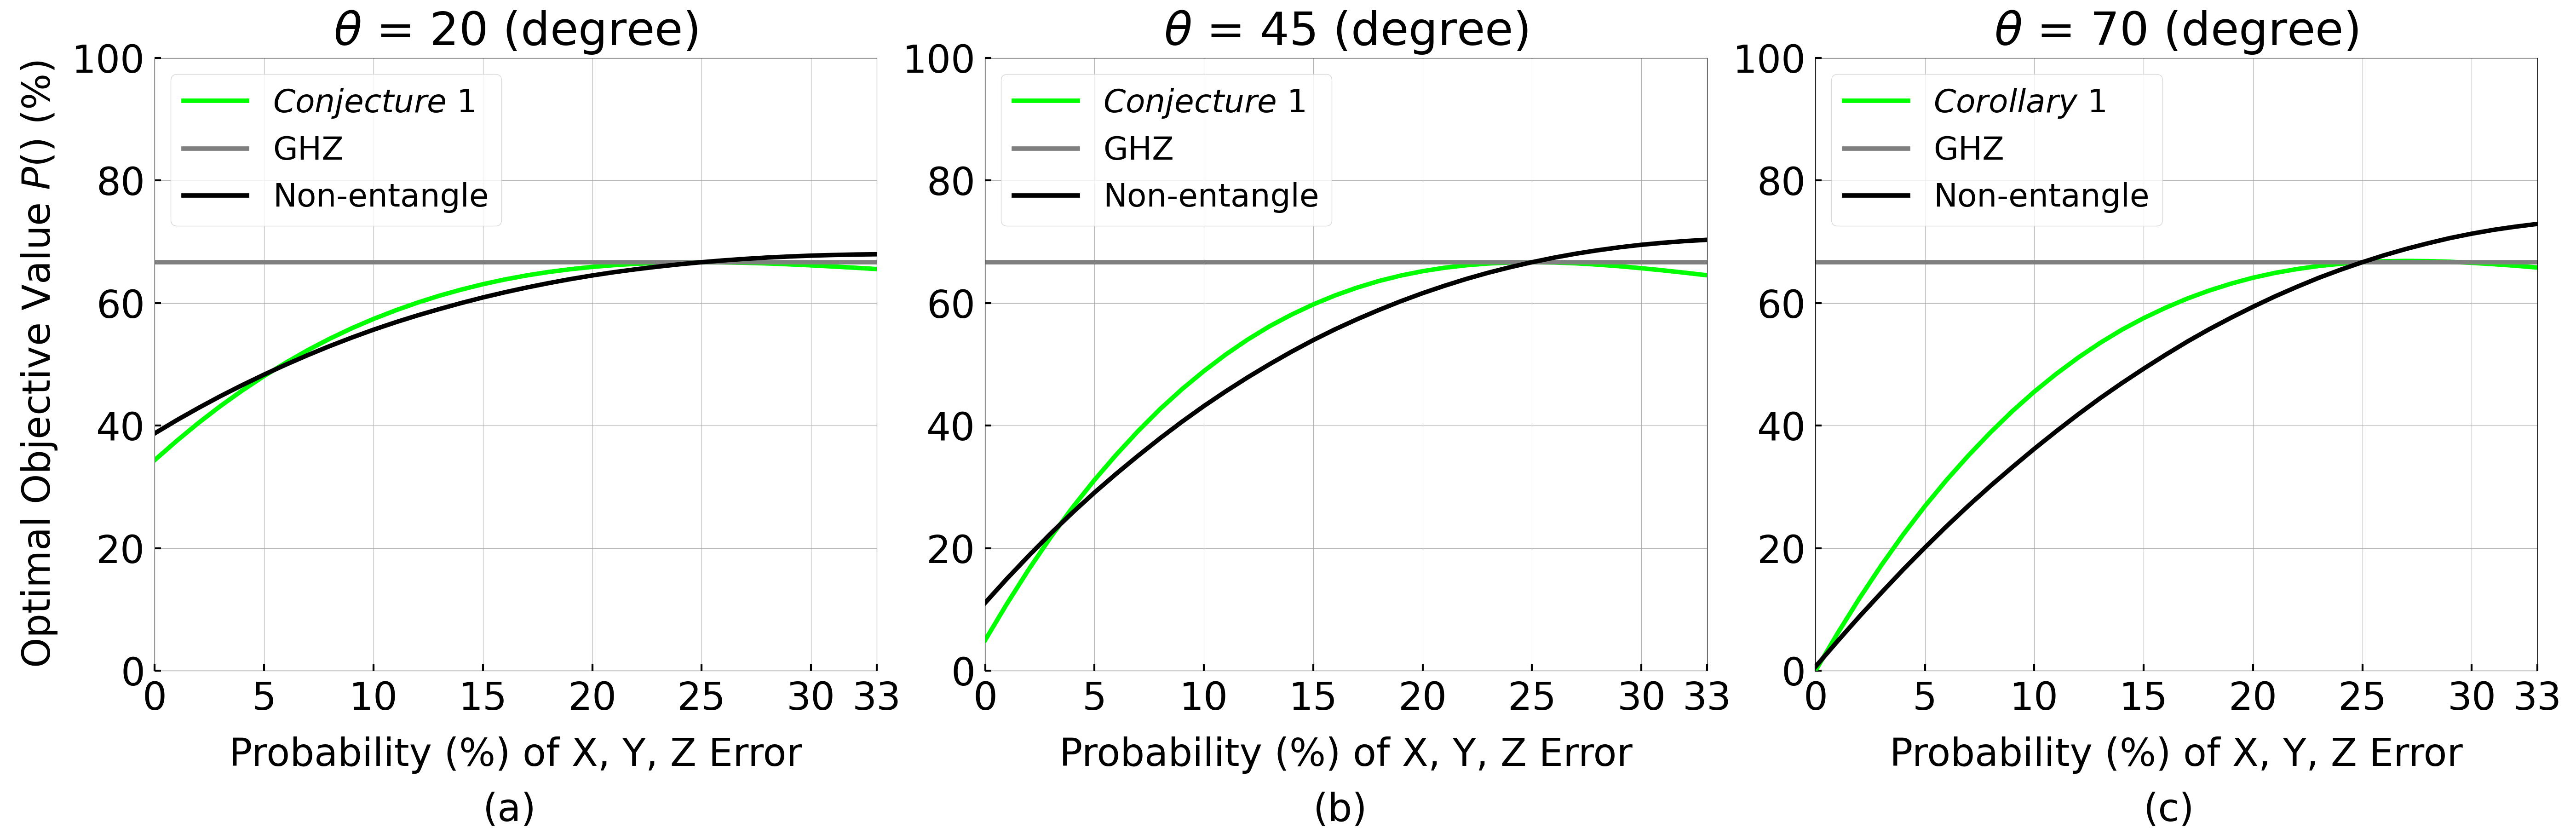 θ = 20 (degree)
Optimal Objective Value P() (%)
100
80
60
40
20
0
Conjecture 1
GHZ
Non-entangle
0 5 10 15 20 25 30 33
Probability (%) of X, Y, Z Error
(a)
θ = 45 (degree)
100
80
60
40
20
0
Conjecture 1
GHZ
Non-entangle
0 5 10 15 20 25 30 33
Probability (%) of X, Y, Z Error
(b)
θ = 70 (degree)
100
80
60
40
20
0
Corollary 1
GHZ
Non-entangle
0 5 10 15 20 25 30 33
Probability (%) of X, Y, Z Error
(c)